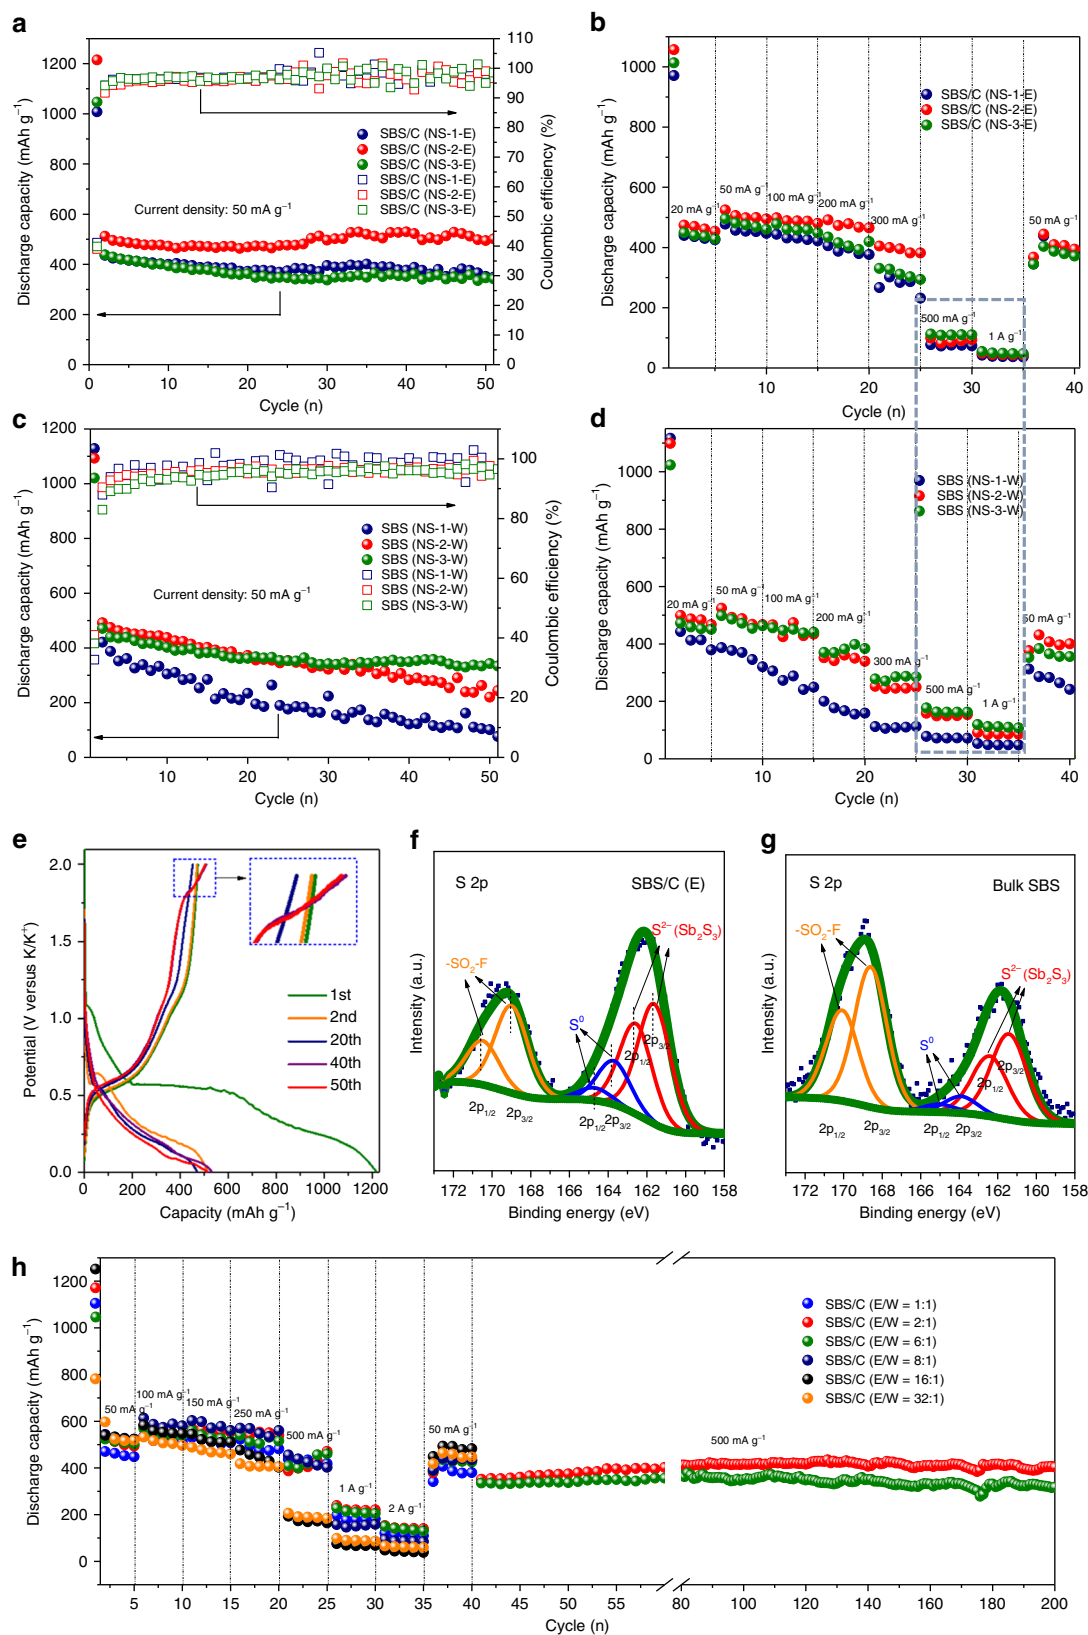 a
Discharge capacity (mAh g⁻¹)
1200
1000
800
600
400
200
0
110
100
90
80
70
60
50
40
30
20
10
0
Coulombic efficiency (%)
SBS/C (NS-1-E)
SBS/C (NS-2-E)
SBS/C (NS-3-E)
SBS/C (NS-1-E)
SBS/C (NS-2-E)
SBS/C (NS-3-E)
Current density: 50 mA g⁻¹
0 10 20 30 40 50
Cycle (n)
b
Discharge capacity (mAh g⁻¹)
1000
800
600
400
200
0
SBS/C (NS-1-E)
SBS/C (NS-2-E)
SBS/C (NS-3-E)
20 mA g⁻¹
50 mA g⁻¹
100 mA g⁻¹
200 mA g⁻¹
300 mA g⁻¹
500 mA g⁻¹
1 A g⁻¹
50 mA g⁻¹
10 20 30 40
Cycle (n)
c
Discharge capacity (mAh g⁻¹)
1200
1000
800
600
400
200
0
100
80
60
40
20
0
Coulombic efficiency (%)
SBS (NS-1-W)
SBS (NS-2-W)
SBS (NS-3-W)
SBS (NS-1-W)
SBS (NS-2-W)
SBS (NS-3-W)
Current density: 50 mA g⁻¹
10 20 30 40 50
Cycle (n)
d
Discharge capacity (mAh g⁻¹)
1000
800
600
400
200
0
SBS (NS-1-W)
SBS (NS-2-W)
SBS (NS-3-W)
20 mA g⁻¹
50 mA g⁻¹
100 mA g⁻¹
200 mA g⁻¹
300 mA g⁻¹
500 mA g⁻¹
1 A g⁻¹
50 mA g⁻¹
10 20 30 40
Cycle (n)
e
Potential (V versus K/K⁺)
2.0
1.5
1.0
0.5
0.0
1st
2nd
20th
40th
50th
0 200 400 600 800 1000 1200
Capacity (mAh g⁻¹)
f
S 2p
SBS/C (E)
S²⁻ (Sb₂S₃)
-SO₂-F
S⁰
2p₃/₂
2p₁/₂
2p₁/₂
2p₃/₂
2p₁/₂
2p₃/₂
Intensity (a.u.)
172 170 168 166 164 162 160 158
Binding energy (eV)
g
S 2p
Bulk SBS
-SO₂-F
S²⁻ (Sb₂S₃)
S⁰
2p₃/₂
2p₁/₂
2p₁/₂
2p₃/₂
2p₁/₂
2p₃/₂
Intensity (a.u.)
172 170 168 166 164 162 160 158
Binding energy (eV)
h
Discharge capacity (mAh g⁻¹)
1200
1000
800
600
400
200
0
SBS/C (E/W = 1:1)
SBS/C (E/W = 2:1)
SBS/C (E/W = 6:1)
SBS/C (E/W = 8:1)
SBS/C (E/W = 16:1)
SBS/C (E/W = 32:1)
50 mA g⁻¹
100 mA g⁻¹
150 mA g⁻¹
250 mA g⁻¹
500 mA g⁻¹
1 A g⁻¹
2 A g⁻¹
50 mA g⁻¹
500 mA g⁻¹
5 10 15 20 25 30 35 40 45 50 55 80 100 120 140 160 180 200
Cycle (n)